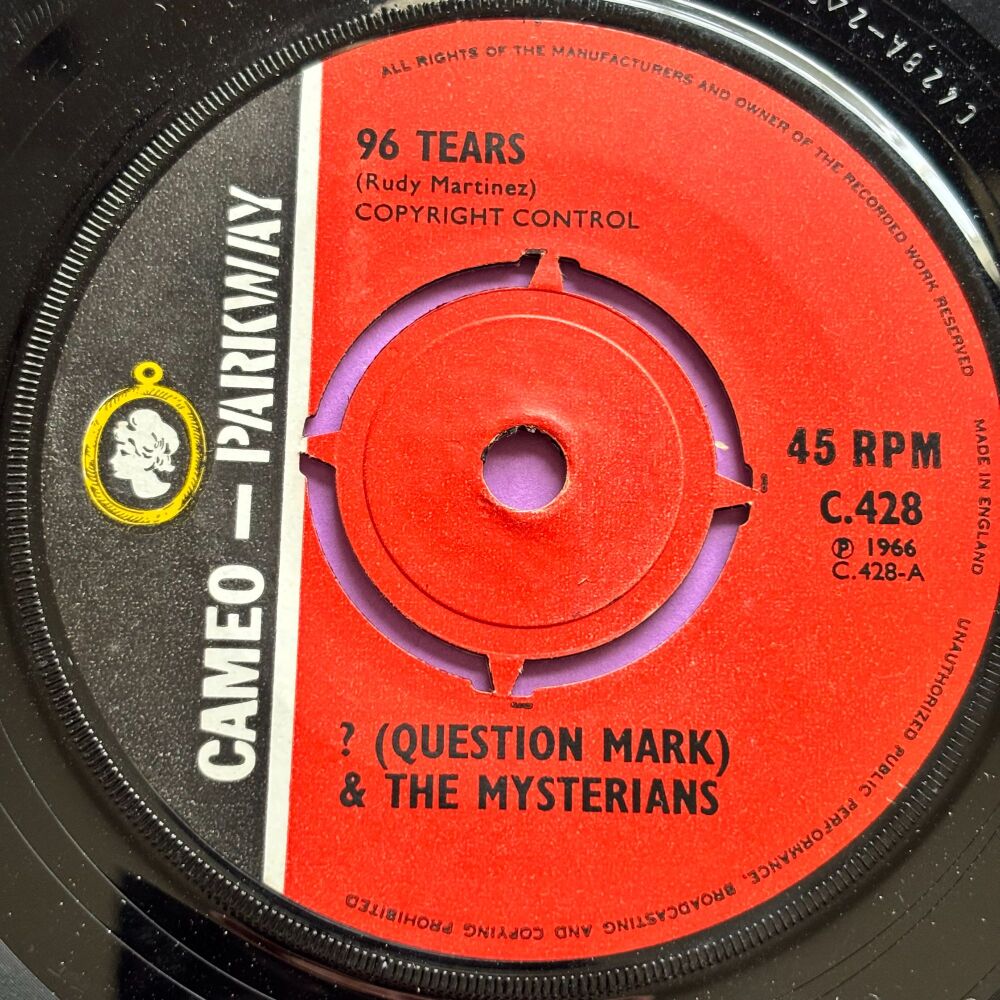 ALL RIGHTS OF THE MANUFACTURERS AND OWNER OF THE RECORDED WORK RESERVED
96 TEARS
(Rudy Martinez)
COPYRIGHT CONTROL
CAMEO – PARKWAY
45 RPM
C.428
℗ 1966
C.428-A
MADE IN ENGLAND
? (QUESTION MARK)
& THE MYSTERIANS
UNAUTHORIZED PUBLIC PERFORMANCE, BROADCASTING AND COPYING PROHIBITED